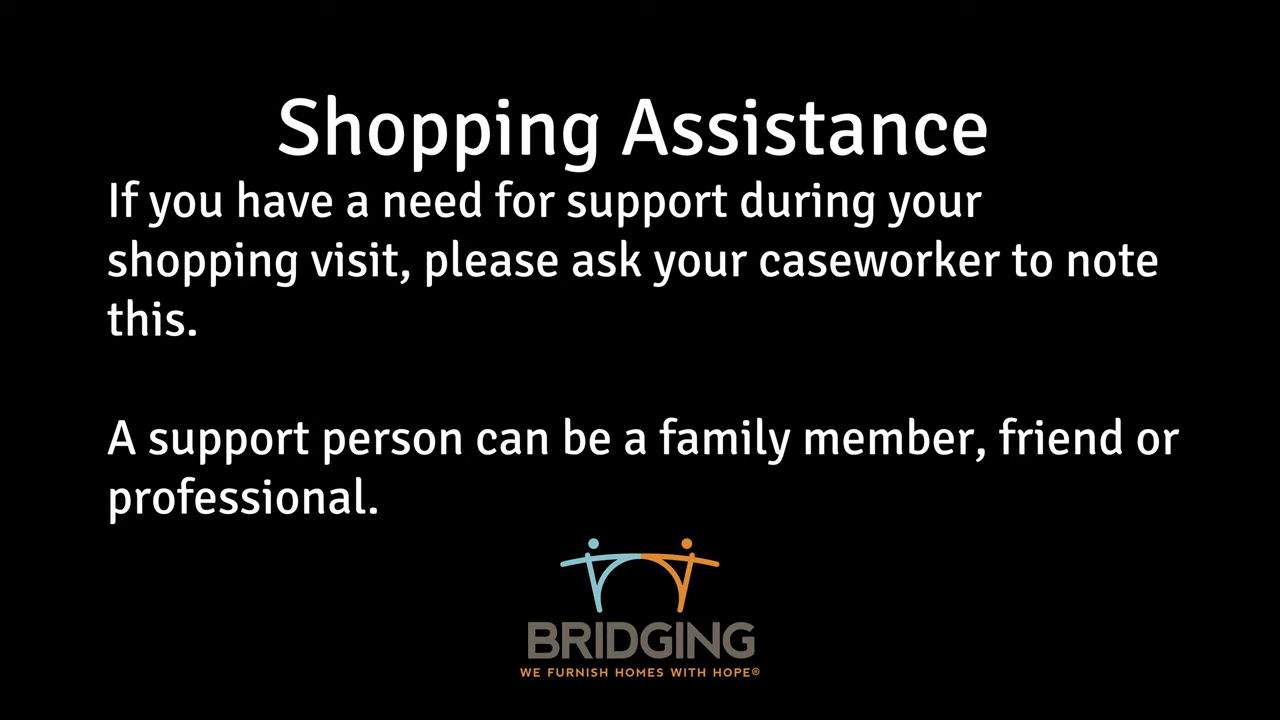 Shopping Assistance
If you have a need for support during your
shopping visit, please ask your caseworker to note
this.
A support person can be a family member, friend or
professional.
BRIDGING
WE FURNISH HOMES WITH HOPE®